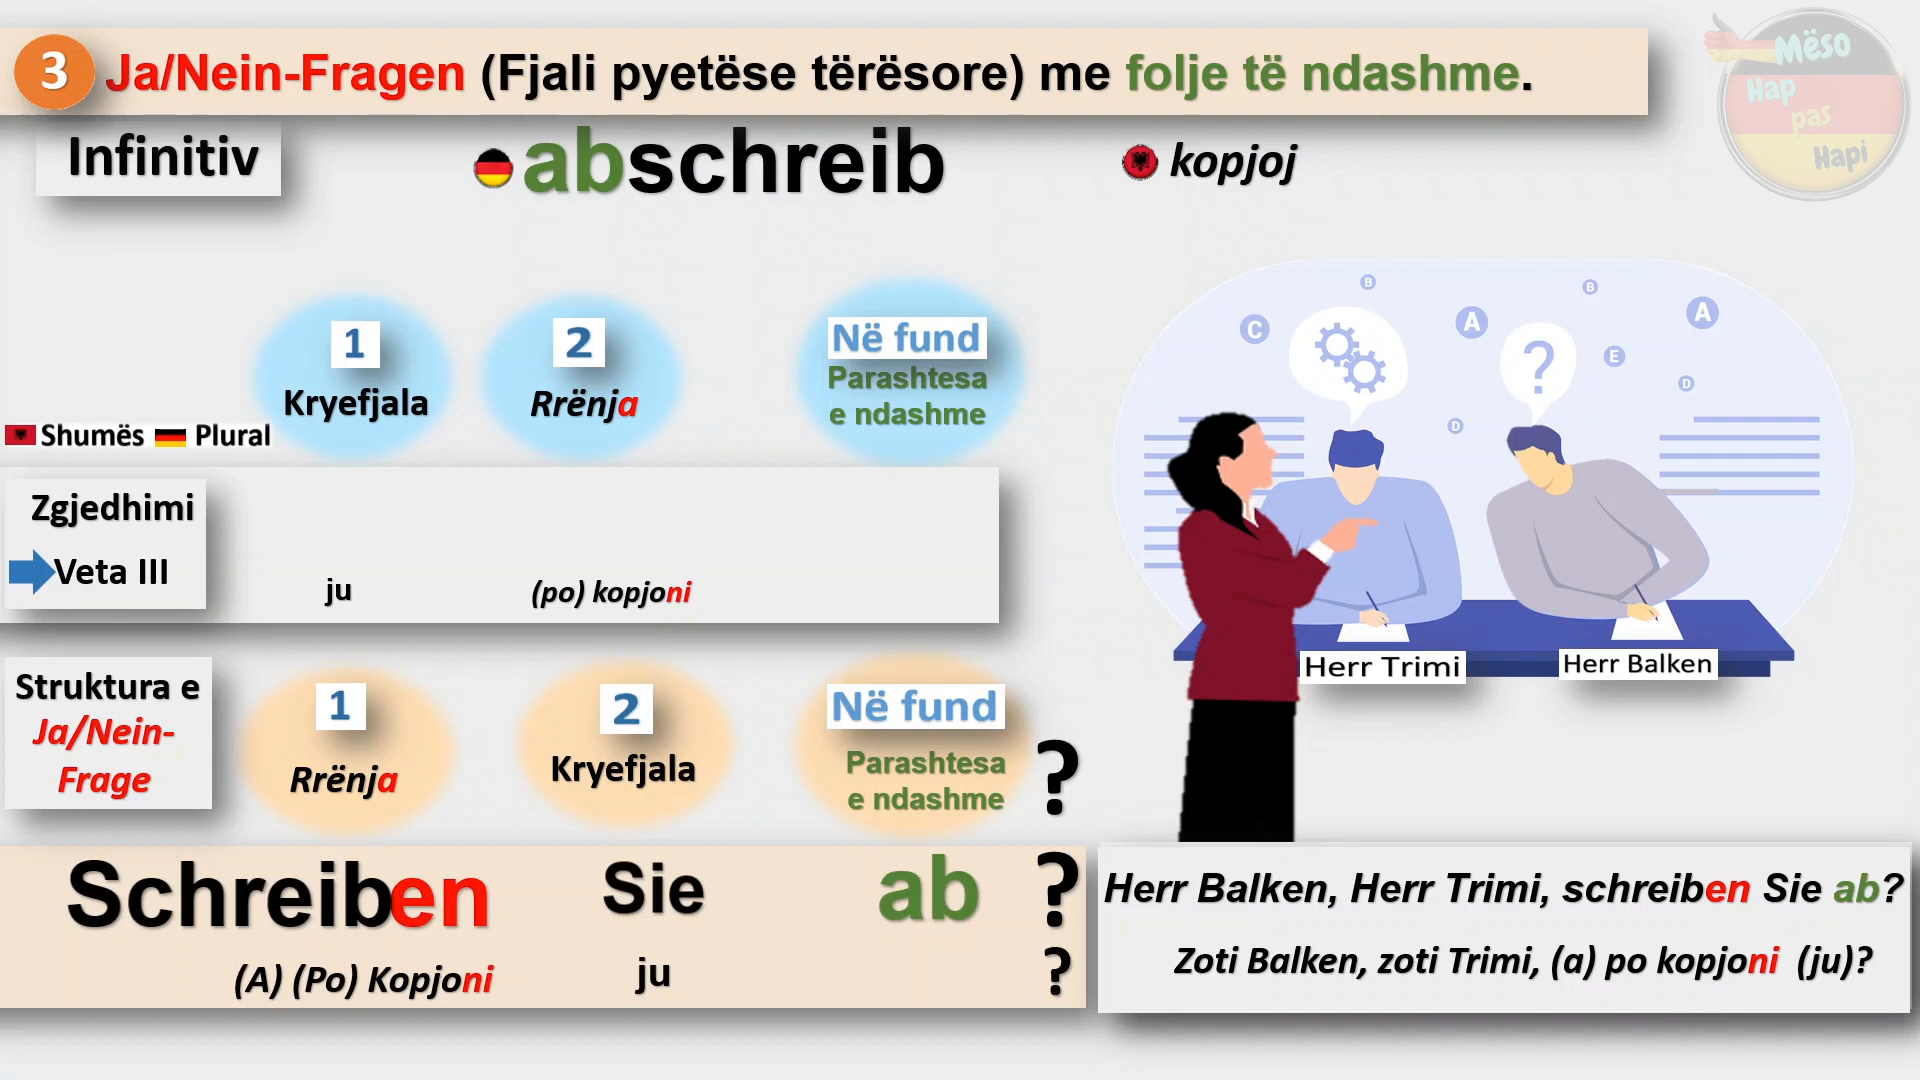 3 Ja/Nein-Fragen (Fjali pyetëse tërësore) me folje të ndashme.
Mëso
Hap
pas
Hapi
Infinitiv
abschreib
kopjoj
1
Kryefjala
2
Rrënja
Në fund
Parashtesa
e ndashme
Shumës Plural
Zgjedhimi
Veta III
ju
(po) kopjoni
Struktura e
Ja/Nein-
Frage
1
Rrënja
2
Kryefjala
Në fund
Parashtesa
e ndashme
?
Schreiben Sie ab ?
(A) (Po) Kopjoni ju ?
B
B
C
A
A
E
D
D
?
Herr Trimi
Herr Balken
Herr Balken, Herr Trimi, schreiben Sie ab?
Zoti Balken, zoti Trimi, (a) po kopjoni (ju)?